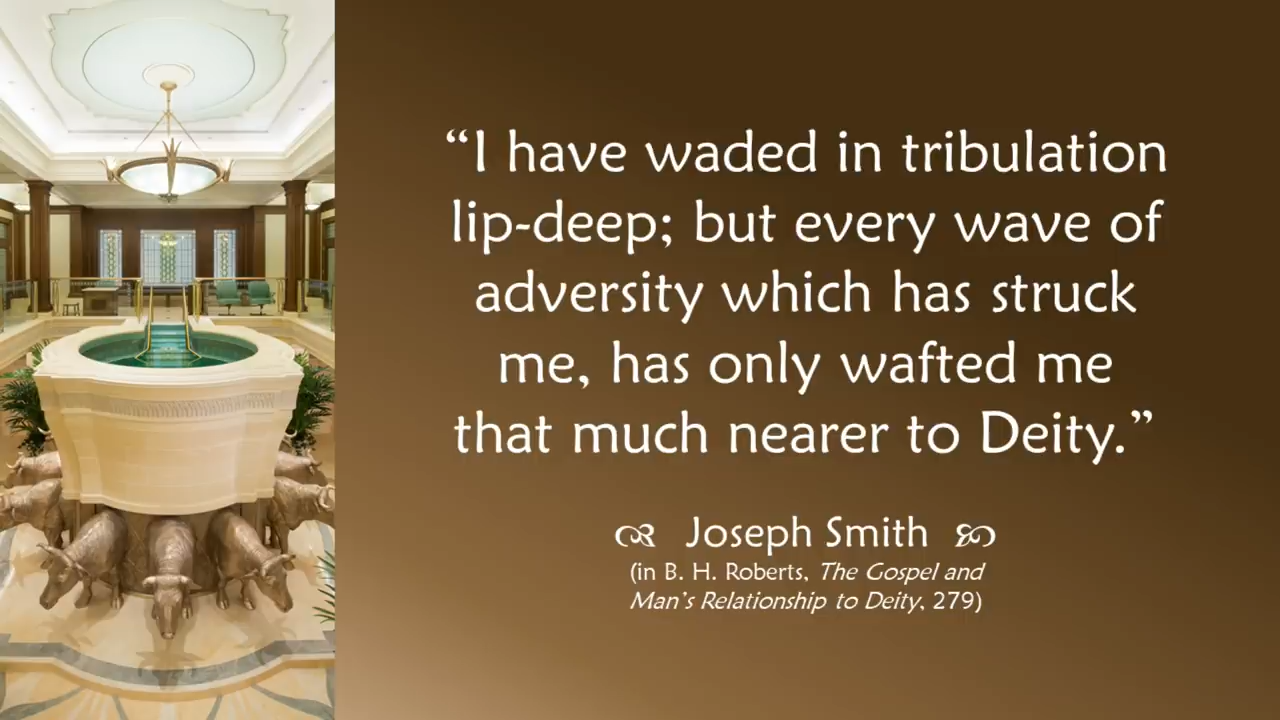 “I have waded in tribulation
lip-deep; but every wave of
adversity which has struck
me, has only wafted me
that much nearer to Deity.”
Joseph Smith
(in B. H. Roberts, The Gospel and
Man’s Relationship to Deity, 279)